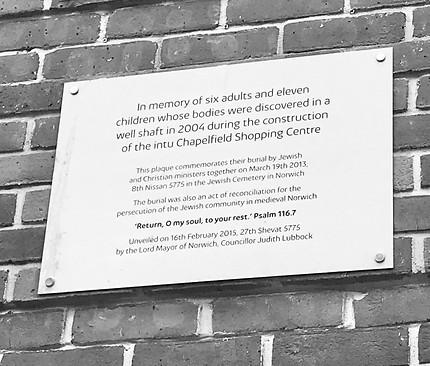 In memory of six adults and eleven
children whose bodies were discovered in a
well shaft in 2004 during the construction
of the intu Chapelfield Shopping Centre
This plaque commemorates their burial by Jewish
and Christian ministers together on March 19th 2013,
8th Nissan 5775 in the Jewish Cemetery in Norwich
The burial was also an act of reconciliation for the
persecution of the Jewish community in medieval Norwich
'Return, O my soul, to your rest.' Psalm 116.7
Unveiled on 16th February 2015, 27th Shevat 5775
by the Lord Mayor of Norwich, Councillor Judith Lubbock